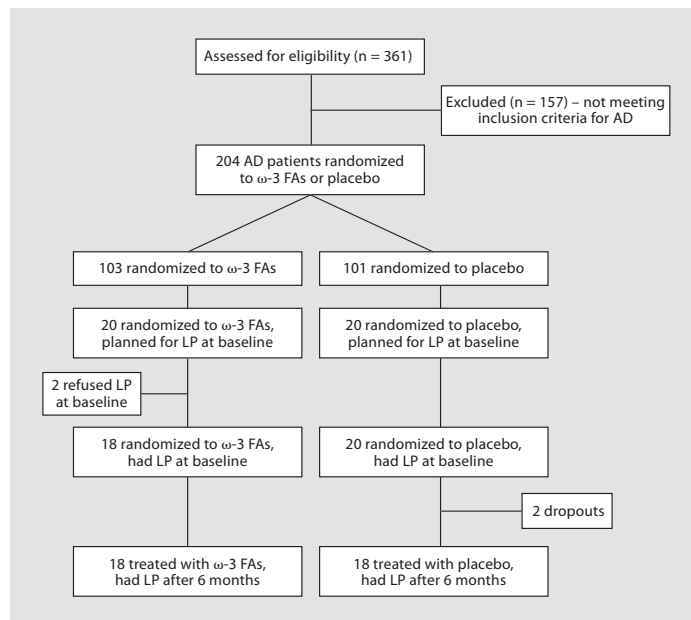 Assessed for eligibility (n = 361)
Excluded (n = 157) – not meeting
inclusion criteria for AD
204 AD patients randomized
to ω-3 FAs or placebo
103 randomized to ω-3 FAs
101 randomized to placebo
20 randomized to ω-3 FAs,
planned for LP at baseline
20 randomized to placebo,
planned for LP at baseline
2 refused LP
at baseline
18 randomized to ω-3 FAs,
had LP at baseline
20 randomized to placebo,
had LP at baseline
2 dropouts
18 treated with ω-3 FAs,
had LP after 6 months
18 treated with placebo,
had LP after 6 months